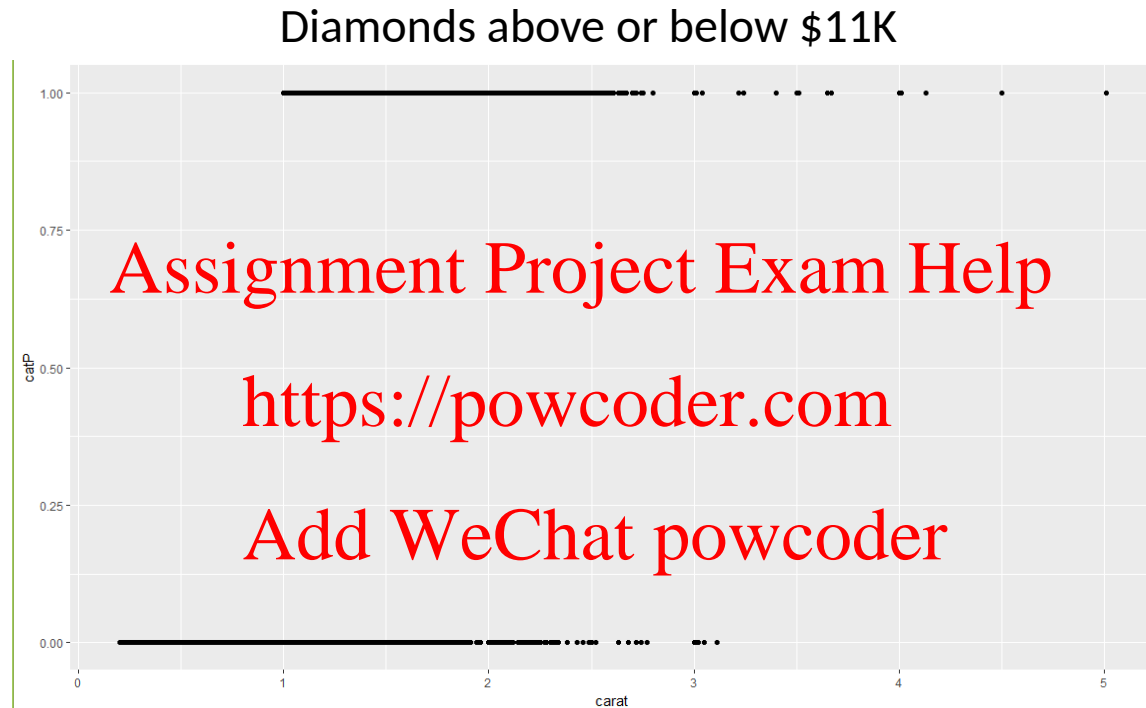 Diamonds above or below $11K
1.00
0.75
0.50
0.25
0.00
catP
Assignment Project Exam Help
https://powcoder.com
Add WeChat powcoder
0 1 2 3 4 5
carat